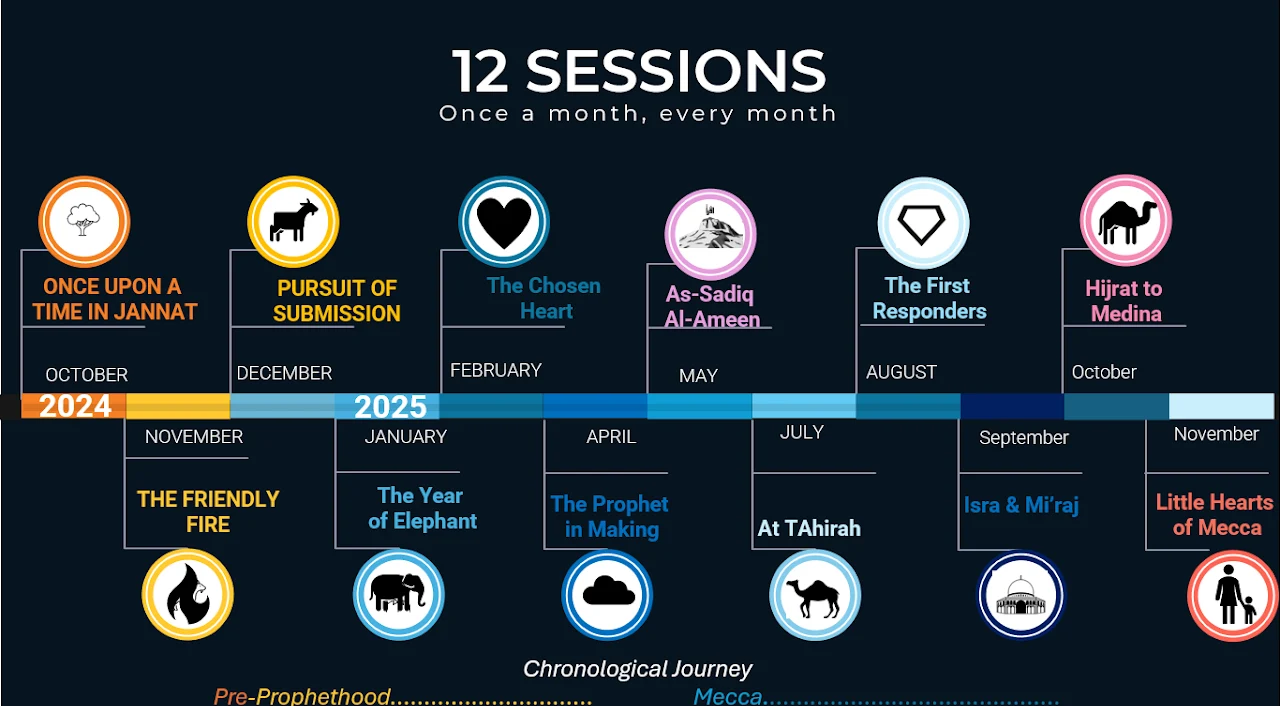 12 SESSIONS
Once a month, every month
ONCE UPON A
TIME IN JANNAT
PURSUIT OF
SUBMISSION
The Chosen
Heart
As-Sadiq
Al-Ameen
The First
Responders
Hijrat to
Medina
OCTOBER
DECEMBER
FEBRUARY
MAY
AUGUST
October
2024
2025
NOVEMBER
JANUARY
APRIL
JULY
September
November
THE FRIENDLY
FIRE
The Year
of Elephant
The Prophet
in Making
At TAhirah
Isra & Mi’raj
Little Hearts
of Mecca
Chronological Journey
Pre-Prophethood.............................
Mecca..........................................